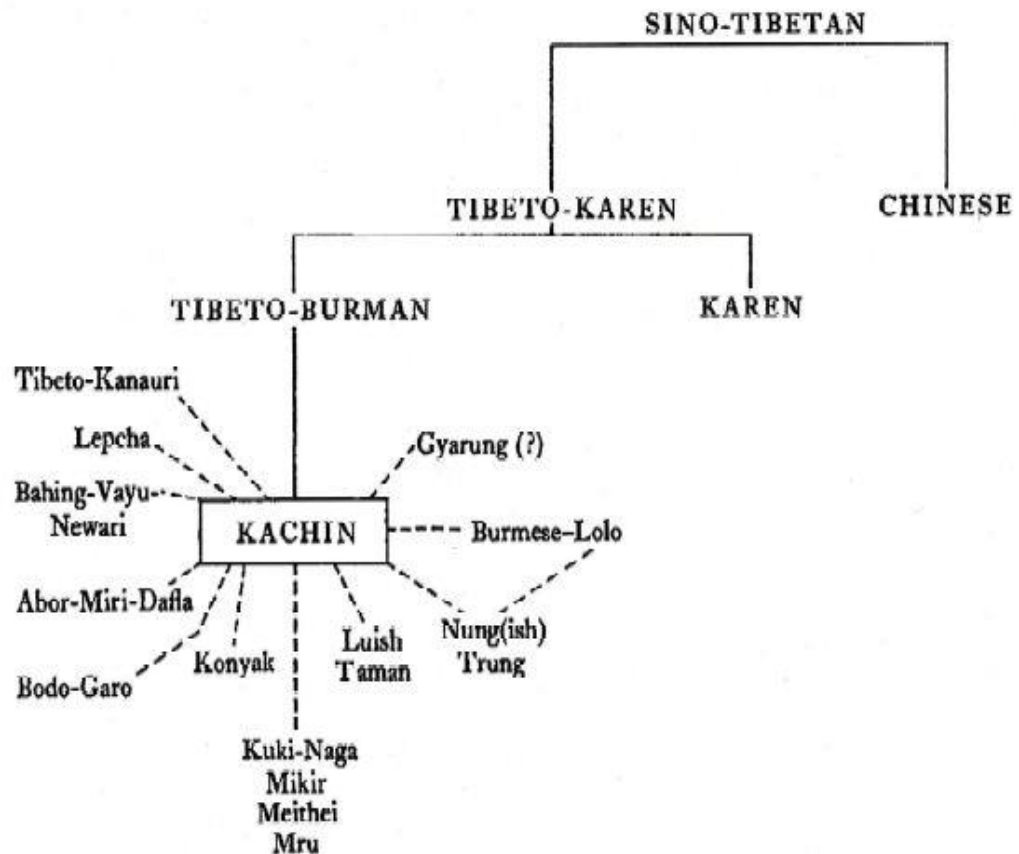 SINO-TIBETAN
TIBETO-KAREN
CHINESE
TIBETO-BURMAN
KAREN
Tibeto-Kanauri
Lepcha
Gyarung (?)
Bahing-Vayu
Newari
KACHIN
Burmese–Lolo
Abor-Miri-Dafla
Bodo-Garo
Konyak
Luish
Taman
Nung(ish)
Trung
Kuki-Naga
Mikir
Meithei
Mru